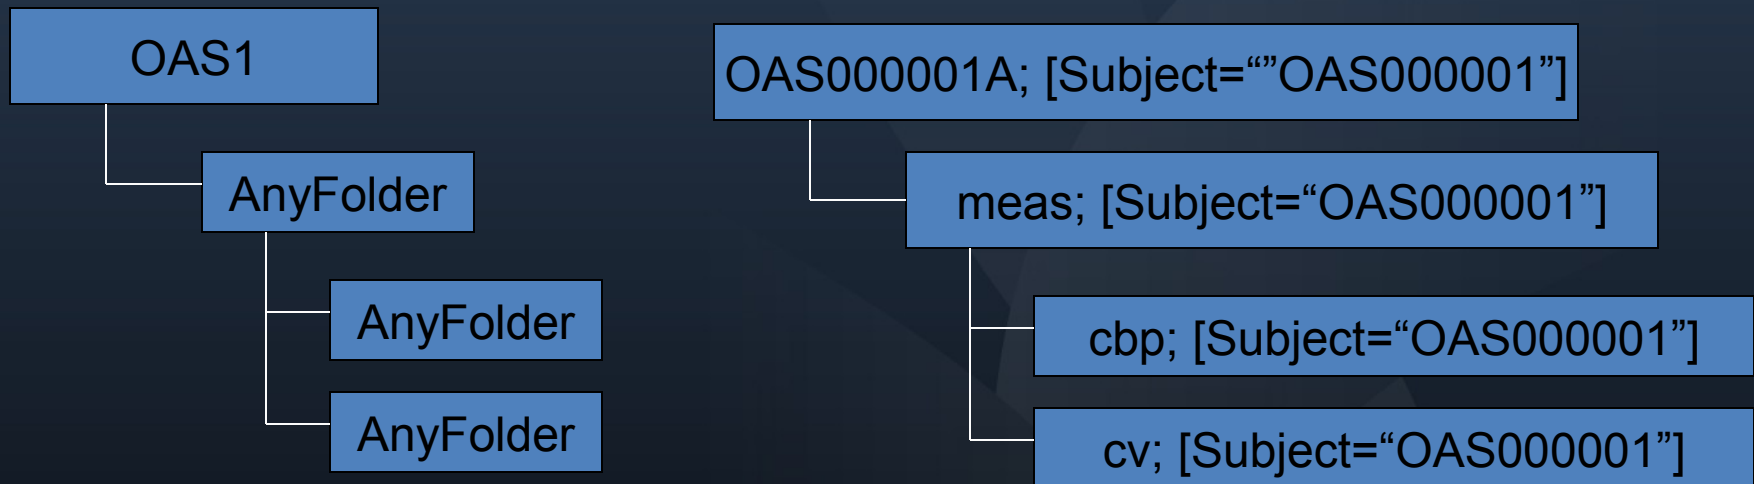 OAS1
AnyFolder
AnyFolder
AnyFolder
OAS000001A; [Subject=“”OAS000001”]
meas; [Subject=“OAS000001”]
cbp; [Subject=“OAS000001”]
cv; [Subject=“OAS000001”]